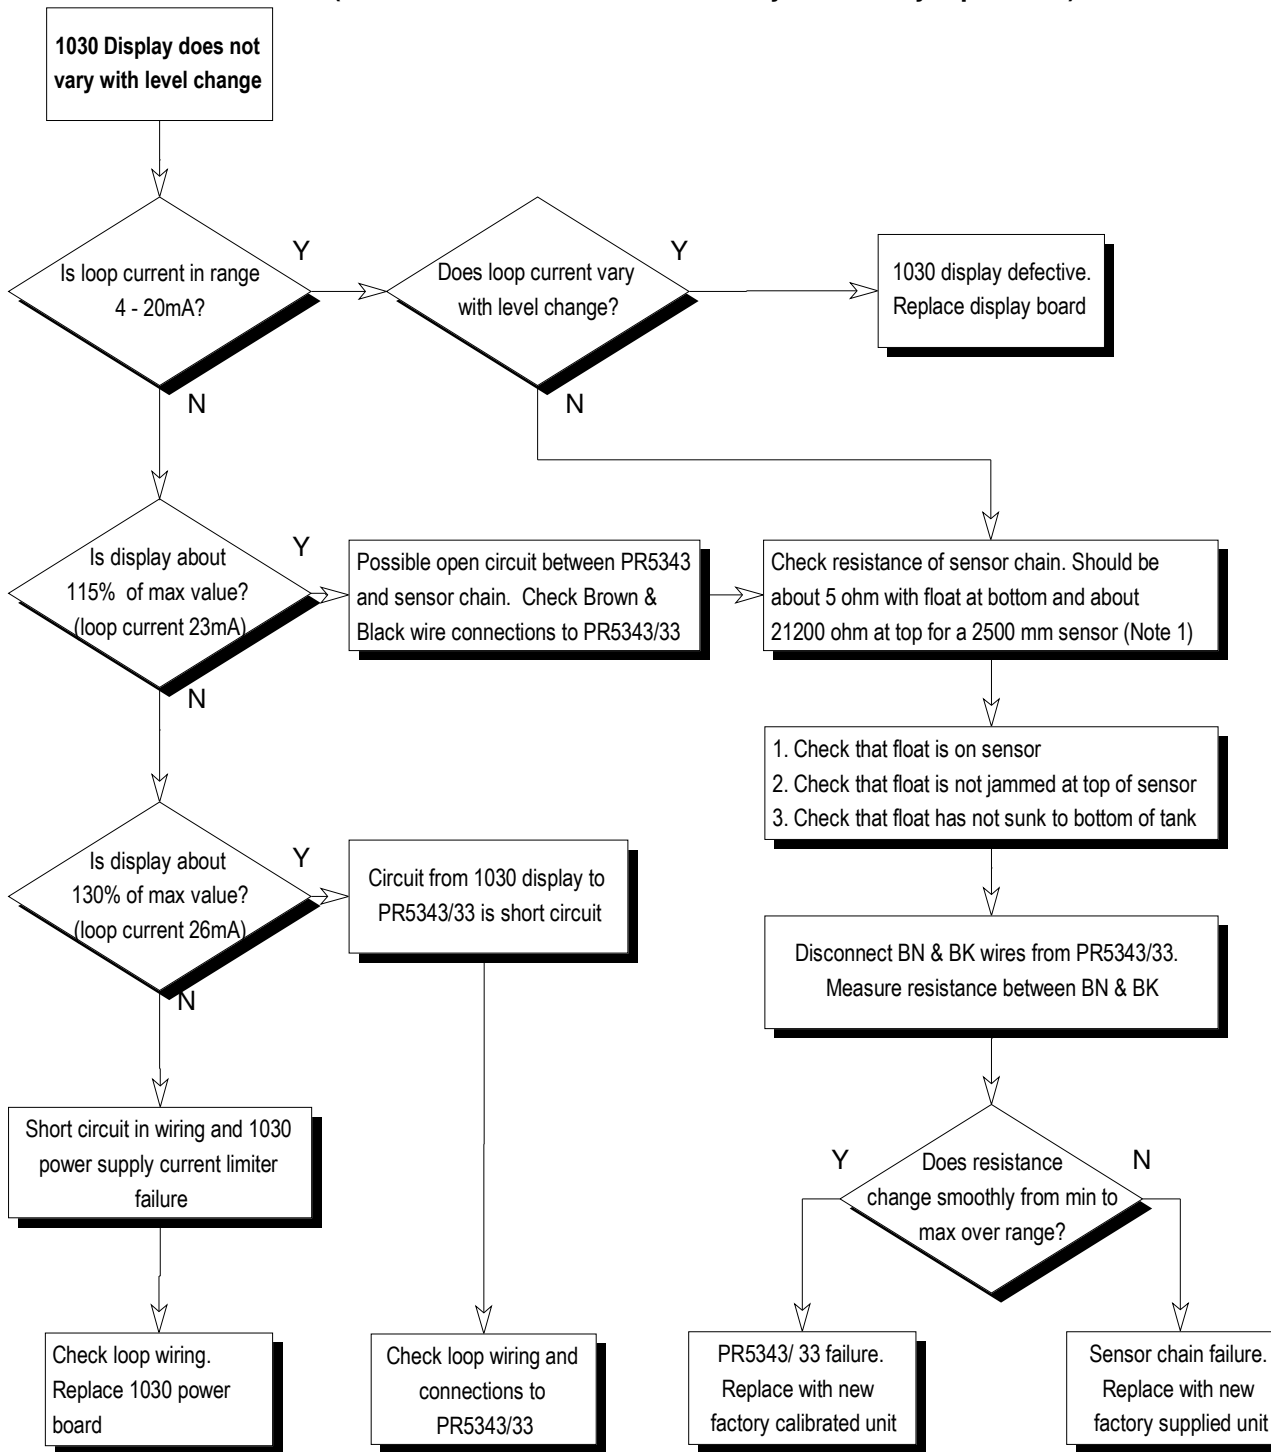 1030 Display does not
vary with level change
Is loop current in range
4 - 20mA?
Y
N
Does loop current vary
with level change?
Y
N
1030 display defective.
Replace display board
Is display about
115% of max value?
(loop current 23mA)
Y
N
Possible open circuit between PR5343
and sensor chain. Check Brown &
Black wire connections to PR5343/33
Check resistance of sensor chain. Should be
about 5 ohm with float at bottom and about
21200 ohm at top for a 2500 mm sensor (Note 1)
1. Check that float is on sensor
2. Check that float is not jammed at top of sensor
3. Check that float has not sunk to bottom of tank
Is display about
130% of max value?
(loop current 26mA)
Y
N
Circuit from 1030 display to
PR5343/33 is short circuit
Disconnect BN & BK wires from PR5343/33.
Measure resistance between BN & BK
Short circuit in wiring and 1030
power supply current limiter
failure
Y
N
Does resistance
change smoothly from min to
max over range?
Check loop wiring.
Replace 1030 power
board
Check loop wiring and
connections to
PR5343/33
PR5343/ 33 failure.
Replace with new
factory calibrated unit
Sensor chain failure.
Replace with new
factory supplied unit